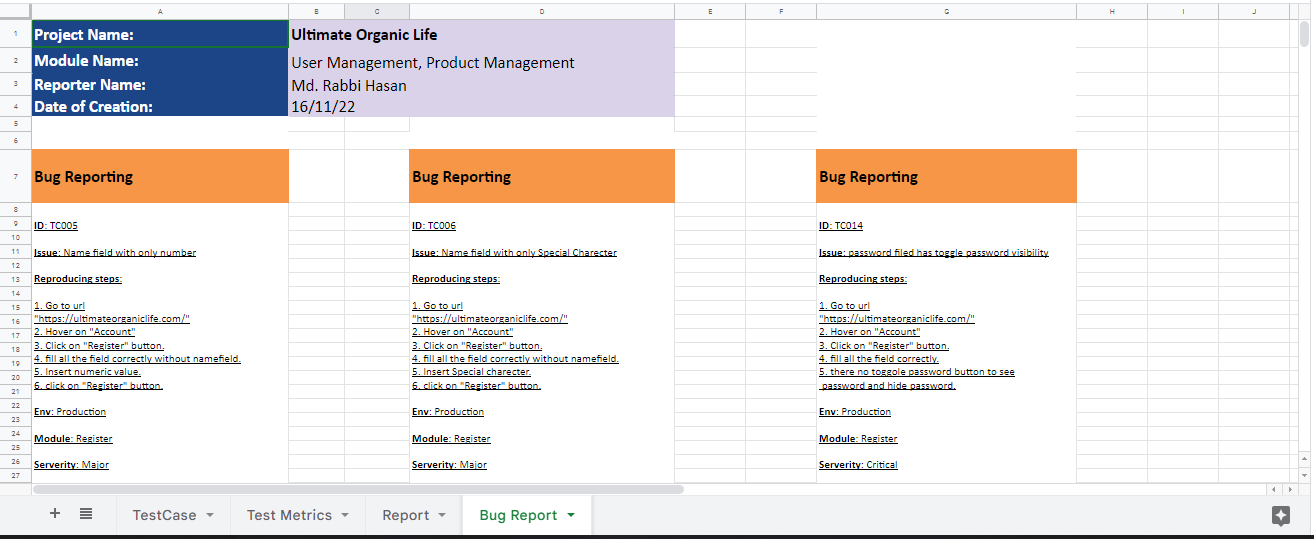 A B C D E F G H I J
1 Project Name: Ultimate Organic Life
2 Module Name: User Management, Product Management
3 Reporter Name: Md. Rabbi Hasan
4 Date of Creation: 16/11/22
5
6
7 Bug Reporting Bug Reporting Bug Reporting
8
9 ID: TC005 ID: TC006 ID: TC014
10
11 Issue: Name field with only number Issue: Name field with only Special Charecter Issue: password filed has toggle password visibility
12
13 Reproducing steps: Reproducing steps: Reproducing steps:
14
15 1. Go to url 1. Go to url 1. Go to url
16 "https://ultimateorganiclife.com/" "https://ultimateorganiclife.com/" "https://ultimateorganiclife.com/"
17 2. Hover on "Account" 2. Hover on "Account" 2. Hover on "Account"
18 3. Click on "Register" button. 3. Click on "Register" button. 3. Click on "Register" button.
19 4. fill all the field correctly without namefield. 4. fill all the field correctly without namefield. 4. fill all the field correctly.
20 5. Insert numeric value. 5. Insert Special charecter. 5. there no toggole password button to see
21 6. click on "Register" button. 6. click on "Register" button. password and hide password.
22 Env: Production Env: Production Env: Production
23
24 Module: Register Module: Register Module: Register
25
26 Serverity: Major Serverity: Major Serverity: Critical
27
+ TestCase Test Metrics Report Bug Report